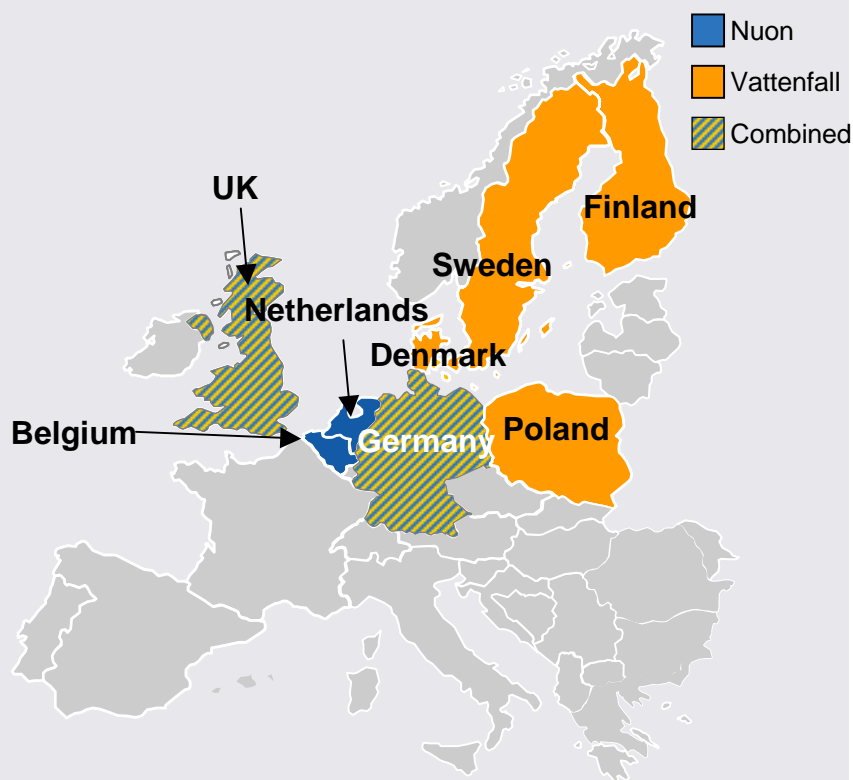 Nuon
Vattenfall
Combined
UK
Finland
Sweden
Netherlands
Denmark
Belgium
Germany
Poland